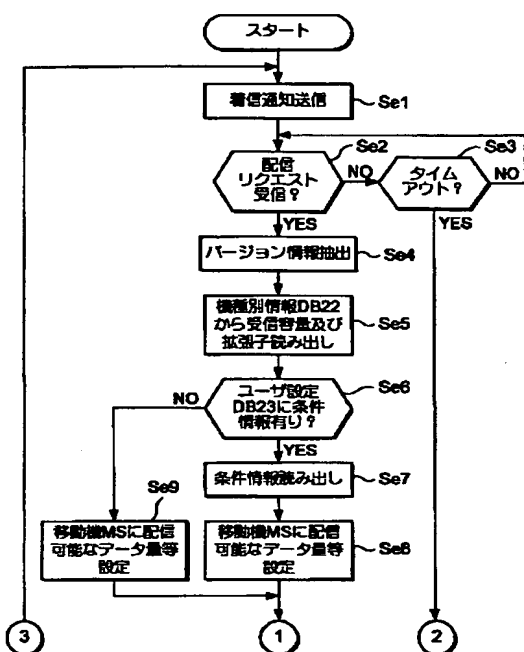 スタート
着信通知送信
Se1
配信
リクエスト
受信？
Se2
NO
タイム
アウト？
Se3
NO
YES
YES
バージョン情報抽出
Se4
機種別情報DB22
から受信容量及び
拡張子読み出し
Se5
ユーザ設定
DB23に条件
情報有り？
Se6
NO
YES
条件情報読み出し
Se7
Se9
移動機MSに配信
可能なデータ量等
設定
移動機MSに配信
可能なデータ量等
設定
Se8
3
1
2